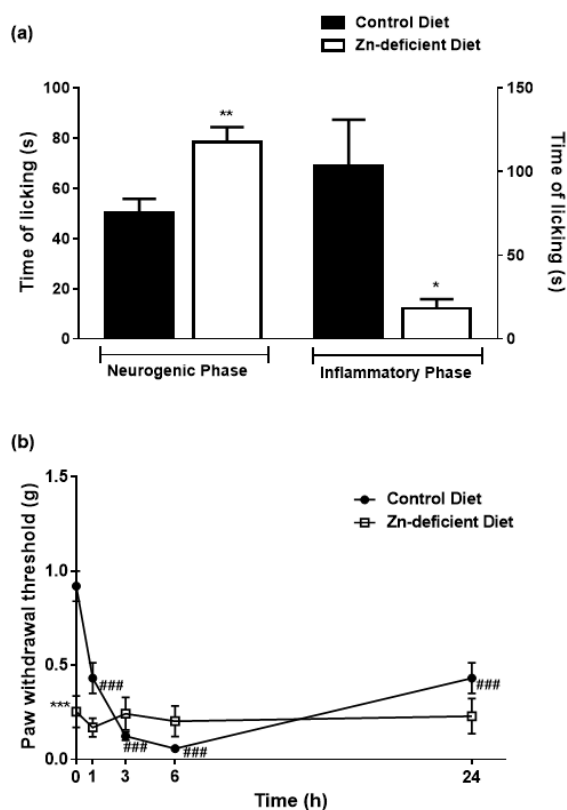 (a)
Control Diet
Zn-deficient Diet
Time of licking (s)
100
80
60
40
20
0
**
*
150
100
50
0
Time of licking (s)
Neurogenic Phase
Inflammatory Phase
(b)
Paw withdrawal threshold (g)
1.5
1.0
0.5
0.0
Control Diet
Zn-deficient Diet
***
###
###
###
###
0 1 3 6 24
Time (h)